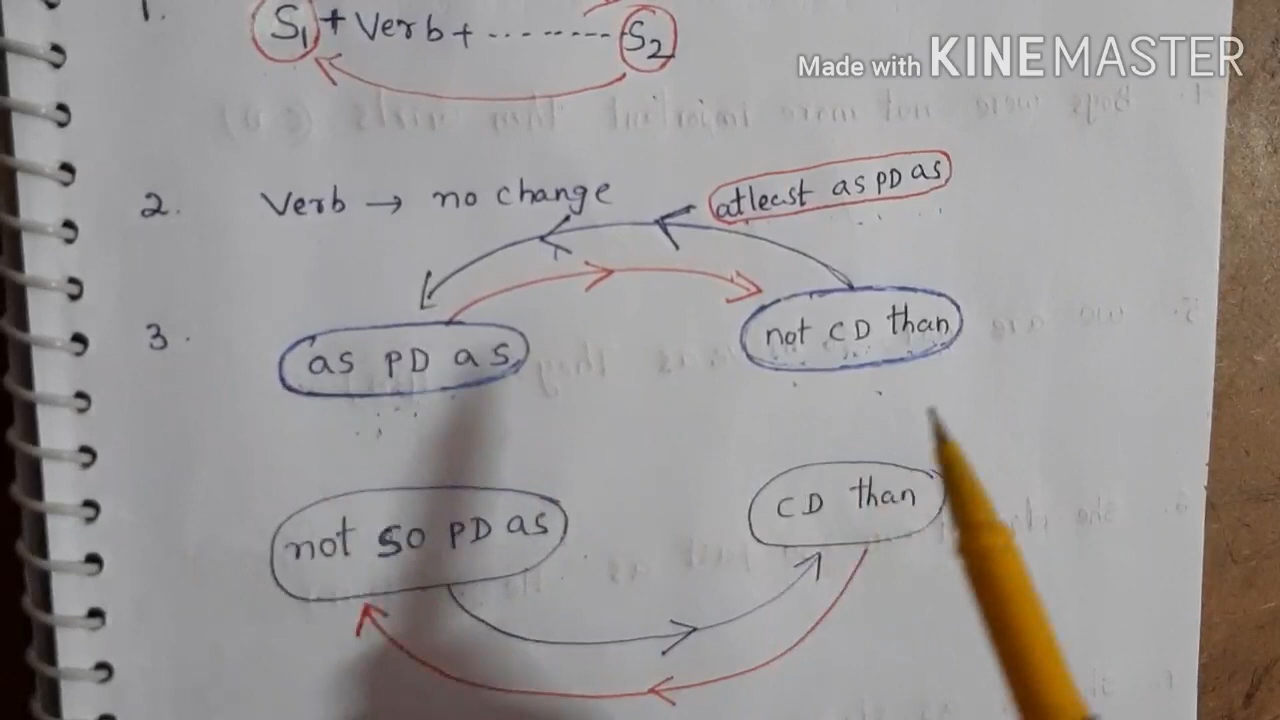 Made with KINEMASTER
1. S1 + Verb + --------- S2
2. Verb → no change
atleast as PD as
3. as PD as
not CD than
not so PD as
CD than